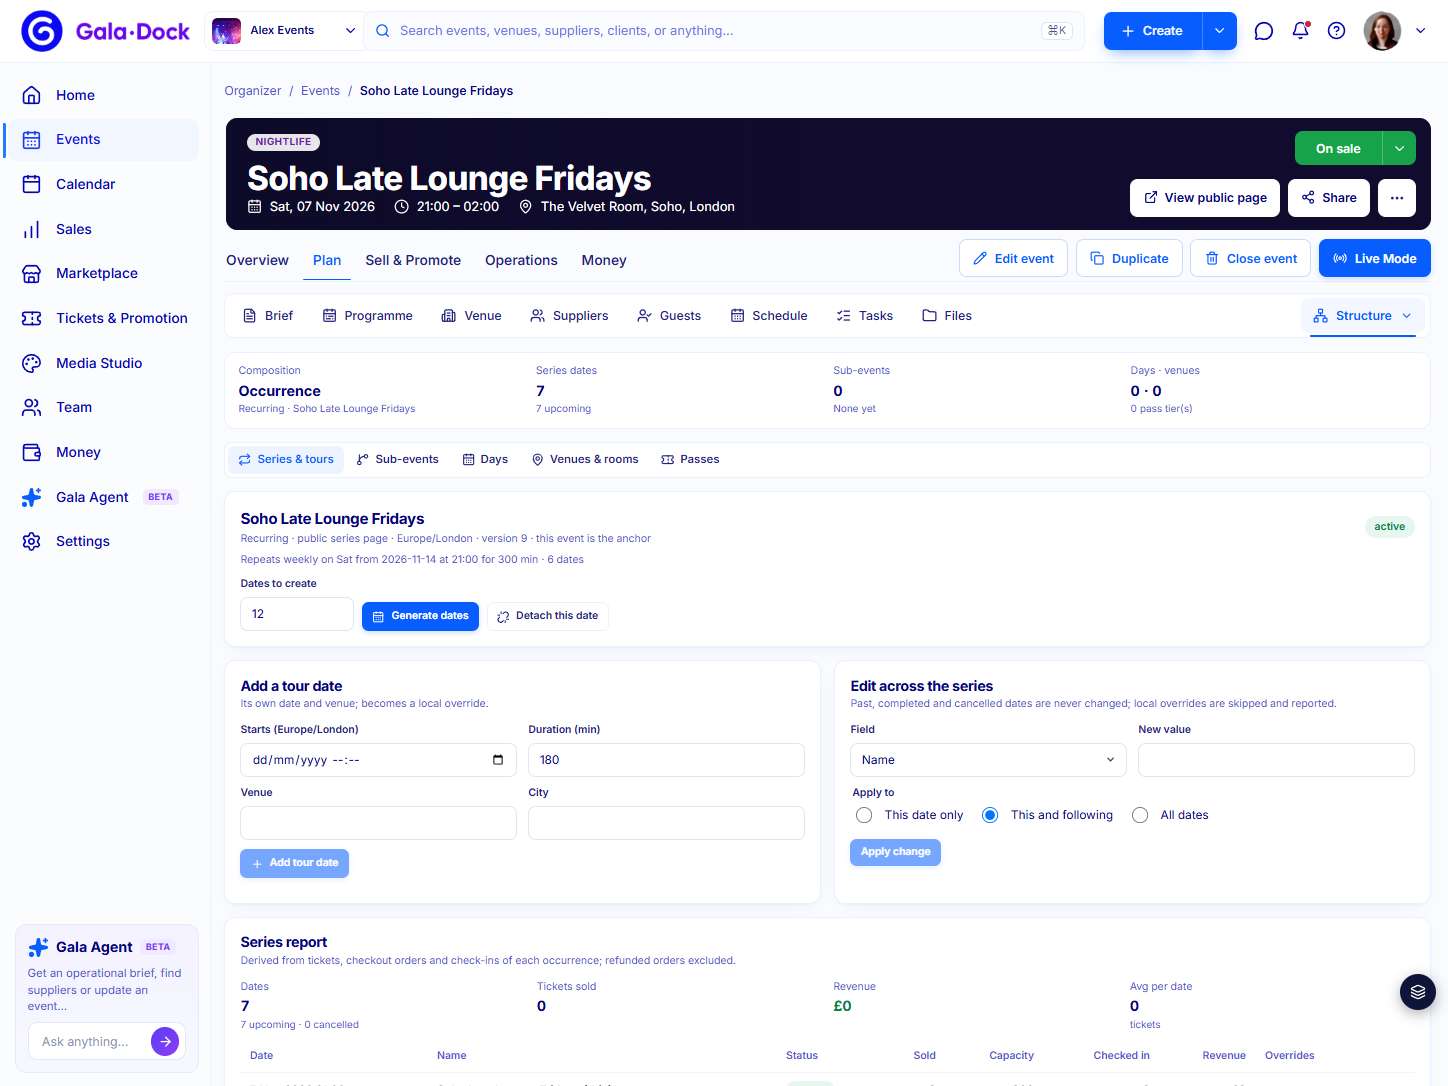 Gala·Dock
Alex Events
Search events, venues, suppliers, clients, or anything...
⌘K
+ Create
Home
Events
Calendar
Sales
Marketplace
Tickets & Promotion
Media Studio
Team
Money
Gala Agent BETA
Settings
Gala Agent BETA
Get an operational brief, find
suppliers or update an
event...
Ask anything...
Organizer / Events / Soho Late Lounge Fridays
NIGHTLIFE
Soho Late Lounge Fridays
Sat, 07 Nov 2026 21:00 – 02:00 The Velvet Room, Soho, London
On sale
View public page
Share
Overview Plan Sell & Promote Operations Money
Edit event
Duplicate
Close event
Live Mode
Brief Programme Venue Suppliers Guests Schedule Tasks Files Structure
Composition
Occurrence
Recurring · Soho Late Lounge Fridays
Series dates
7
7 upcoming
Sub-events
0
None yet
Days · venues
0 · 0
0 pass tier(s)
Series & tours Sub-events Days Venues & rooms Passes
Soho Late Lounge Fridays
active
Recurring · public series page · Europe/London · version 9 · this event is the anchor
Repeats weekly on Sat from 2026-11-14 at 21:00 for 300 min · 6 dates
Dates to create
12
Generate dates
Detach this date
Add a tour date
Its own date and venue; becomes a local override.
Starts (Europe/London) Duration (min)
dd/mm/yyyy --:-- 180
Venue City
+ Add tour date
Edit across the series
Past, completed and cancelled dates are never changed; local overrides are skipped and reported.
Field New value
Name
Apply to
This date only This and following All dates
Apply change
Series report
Derived from tickets, checkout orders and check-ins of each occurrence; refunded orders excluded.
Dates
7
7 upcoming · 0 cancelled
Tickets sold
0
Revenue
£0
Avg per date
0
tickets
Date Name Status Sold Capacity Checked in Revenue Overrides